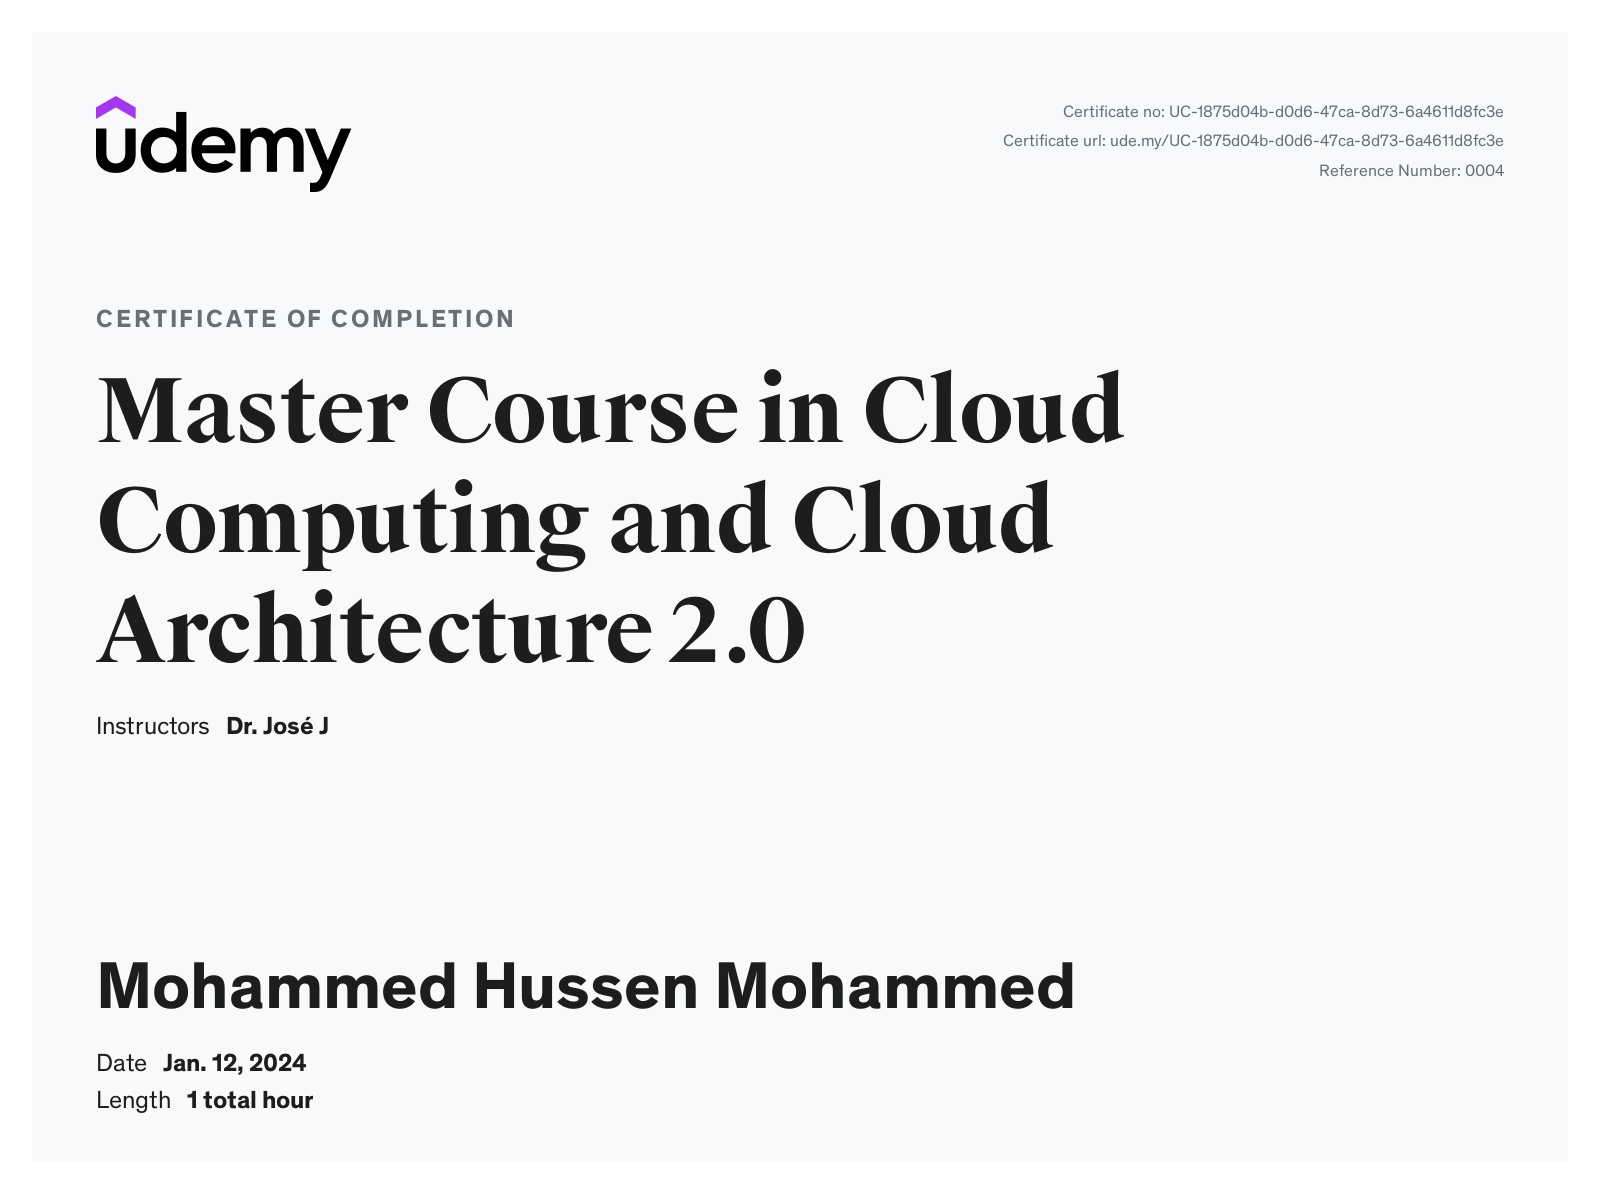 udemy
Certificate no: UC-1875d04b-d0d6-47ca-8d73-6a4611d8fc3e
Certificate url: ude.my/UC-1875d04b-d0d6-47ca-8d73-6a4611d8fc3e
Reference Number: 0004
CERTIFICATE OF COMPLETION
Master Course in Cloud
Computing and Cloud
Architecture 2.0
Instructors Dr. José J
Mohammed Hussen Mohammed
Date Jan. 12, 2024
Length 1 total hour